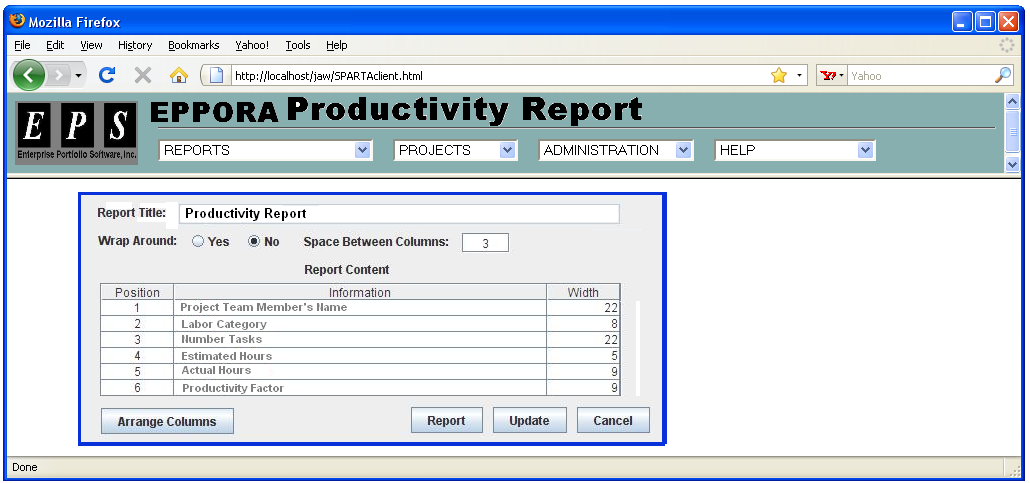 Mozilla Firefox
File Edit View History Bookmarks Yahoo! Tools Help
http://localhost/jaw/SPARTAclient.html Yahoo
EPS EPPORA Productivity Report
Enterprise Portfolio Software, Inc.
REPORTS PROJECTS ADMINISTRATION HELP
Report Title: Productivity Report
Wrap Around: Yes No Space Between Columns: 3
Report Content
Position Information Width
1 Project Team Member's Name 22
2 Labor Category 8
3 Number Tasks 22
4 Estimated Hours 5
5 Actual Hours 9
6 Productivity Factor 9
Arrange Columns Report Update Cancel
Done